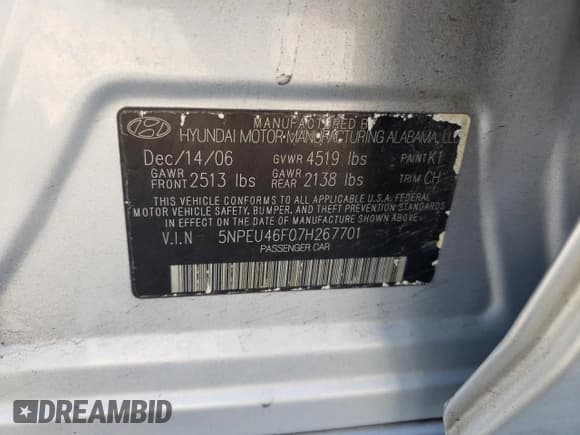 MANUFACTURED BY
HYUNDAI MOTOR MANUFACTURING ALABAMA, LLC
Dec/14/06 GVWR 4519 lbs PAINT K1
GAWR FRONT 2513 lbs GAWR REAR 2138 lbs TRIM CH
THIS VEHICLE CONFORMS TO ALL APPLICABLE U.S.A. FEDERAL
MOTOR VEHICLE SAFETY, BUMPER, AND THEFT PREVENTION STANDARDS
IN EFFECT ON THE DATE OF MANUFACTURE SHOWN ABOVE.
V.I.N 5NPEU46F07H267701
PASSENGER CAR
DREAMBID